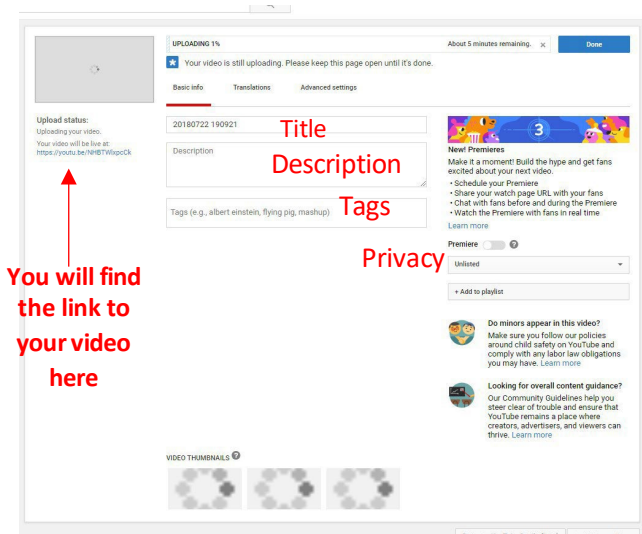 UPLOADING 1%
About 5 minutes remaining.
Done
Your video is still uploading. Please keep this page open until it's done.
Basic info
Translations
Advanced settings
Upload status:
Uploading your video.
Your video will be live at:
https://youtu.be/NHBTWlxpcCk
You will find
the link to
your video
here
20180722 190921
Title
Description
Description
Tags (e.g., albert einstein, flying pig, mashup)
Tags
Privacy
3
New! Premieres
Make it a moment! Build the hype and get fans
excited about your next video.
• Schedule your Premiere
• Share your watch page URL with your fans
• Chat with fans before and during the Premiere
• Watch the Premiere with fans in real time
Learn more
Premiere
Unlisted
+ Add to playlist
Do minors appear in this video?
Make sure you follow our policies
around child safety on YouTube and
comply with any labor law obligations
you may have. Learn more
Looking for overall content guidance?
Our Community Guidelines help you
steer clear of trouble and ensure that
YouTube remains a place where
creators, advertisers, and viewers can
thrive. Learn more
VIDEO THUMBNAILS